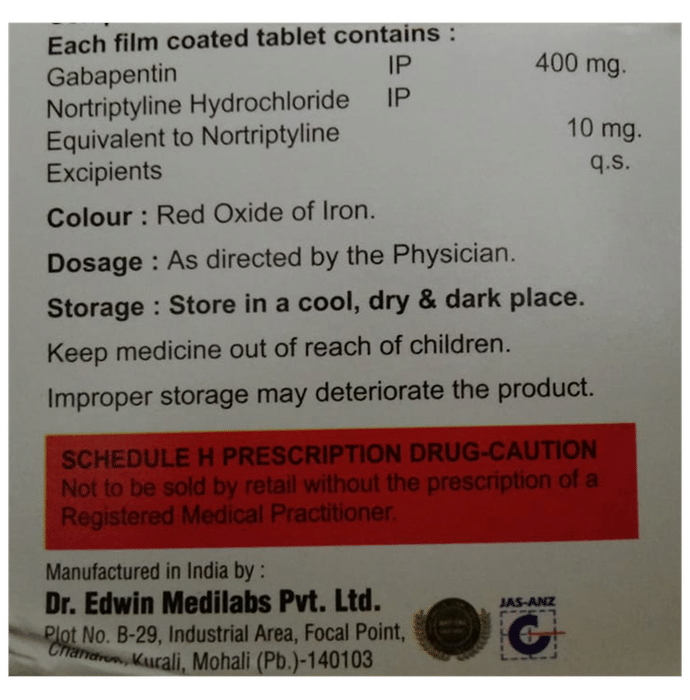 Each film coated tablet contains :
Gabapentin IP 400 mg.
Nortriptyline Hydrochloride IP
Equivalent to Nortriptyline 10 mg.
Excipients q.s.
Colour : Red Oxide of Iron.
Dosage : As directed by the Physician.
Storage : Store in a cool, dry & dark place.
Keep medicine out of reach of children.
Improper storage may deteriorate the product.
SCHEDULE H PRESCRIPTION DRUG-CAUTION
Not to be sold by retail without the prescription of a
Registered Medical Practitioner.
Manufactured in India by :
Dr. Edwin Medilabs Pvt. Ltd.
Plot No. B-29, Industrial Area, Focal Point,
Kurali, Mohali (Pb.)-140103
JAS-ANZ